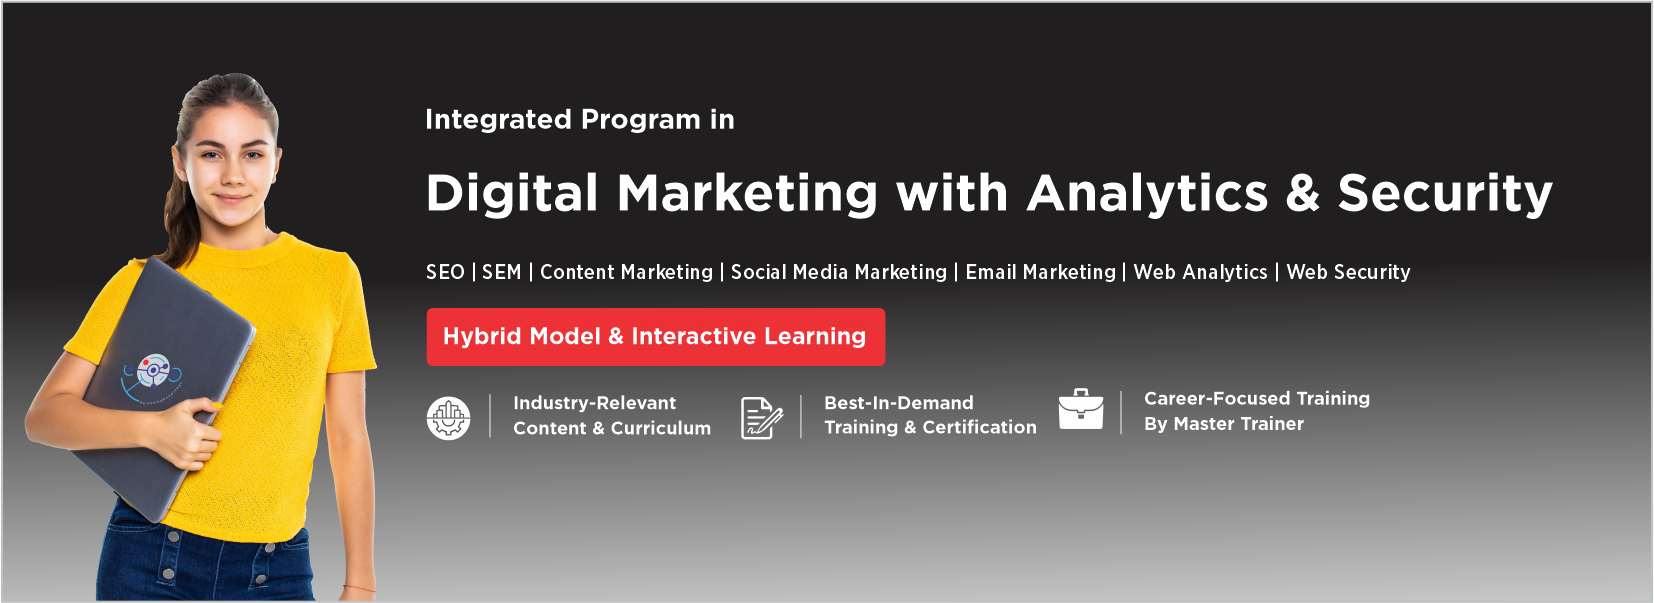 Integrated Program in
Digital Marketing with Analytics & Security
SEO | SEM | Content Marketing | Social Media Marketing | Email Marketing | Web Analytics | Web Security
Hybrid Model & Interactive Learning
Industry-Relevant
Content & Curriculum
Best-In-Demand
Training & Certification
Career-Focused Training
By Master Trainer